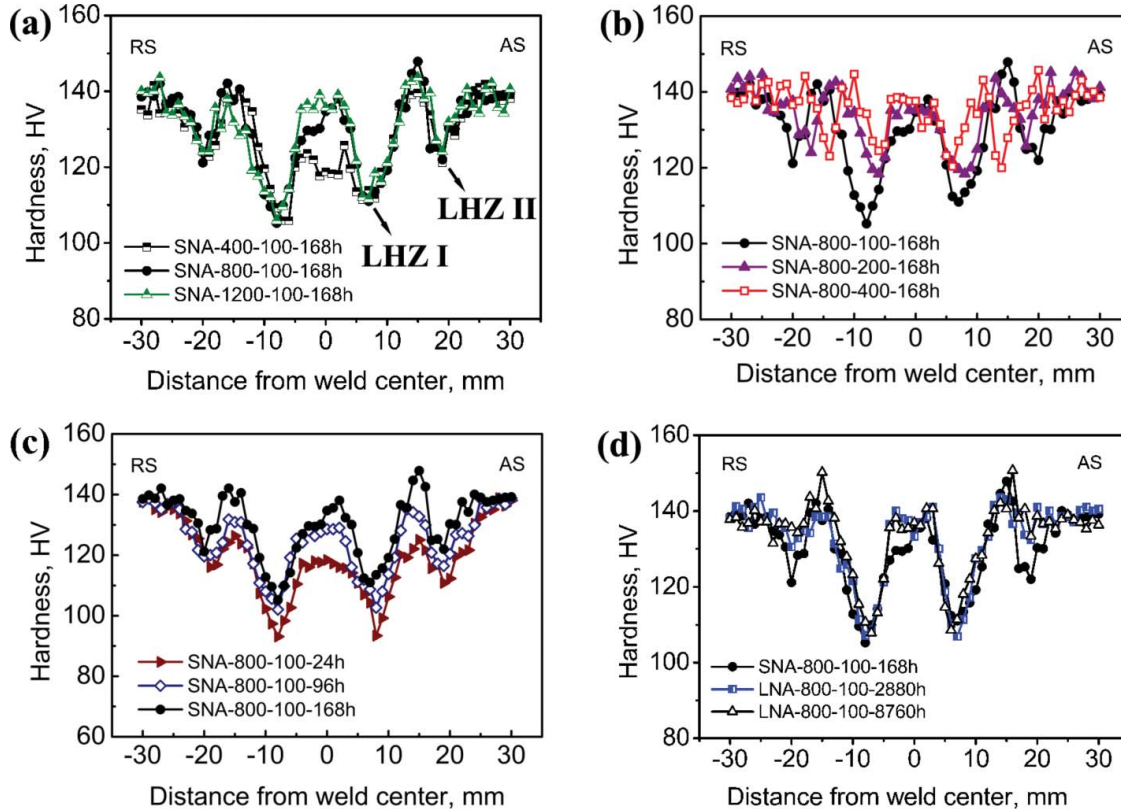 (a)
160
140
120
100
80
Hardness, HV
RS
AS
LHZ II
LHZ I
SNA-400-100-168h
SNA-800-100-168h
SNA-1200-100-168h
-30 -20 -10 0 10 20 30
Distance from weld center, mm
(b)
160
140
120
100
80
Hardness, HV
RS
AS
SNA-800-100-168h
SNA-800-200-168h
SNA-800-400-168h
-30 -20 -10 0 10 20 30
Distance from weld center, mm
(c)
160
140
120
100
80
60
Hardness, HV
RS
AS
SNA-800-100-24h
SNA-800-100-96h
SNA-800-100-168h
-30 -20 -10 0 10 20 30
Distance from weld center, mm
(d)
160
140
120
100
80
Hardness, HV
RS
AS
SNA-800-100-168h
LNA-800-100-2880h
LNA-800-100-8760h
-30 -20 -10 0 10 20 30
Distance from weld center, mm